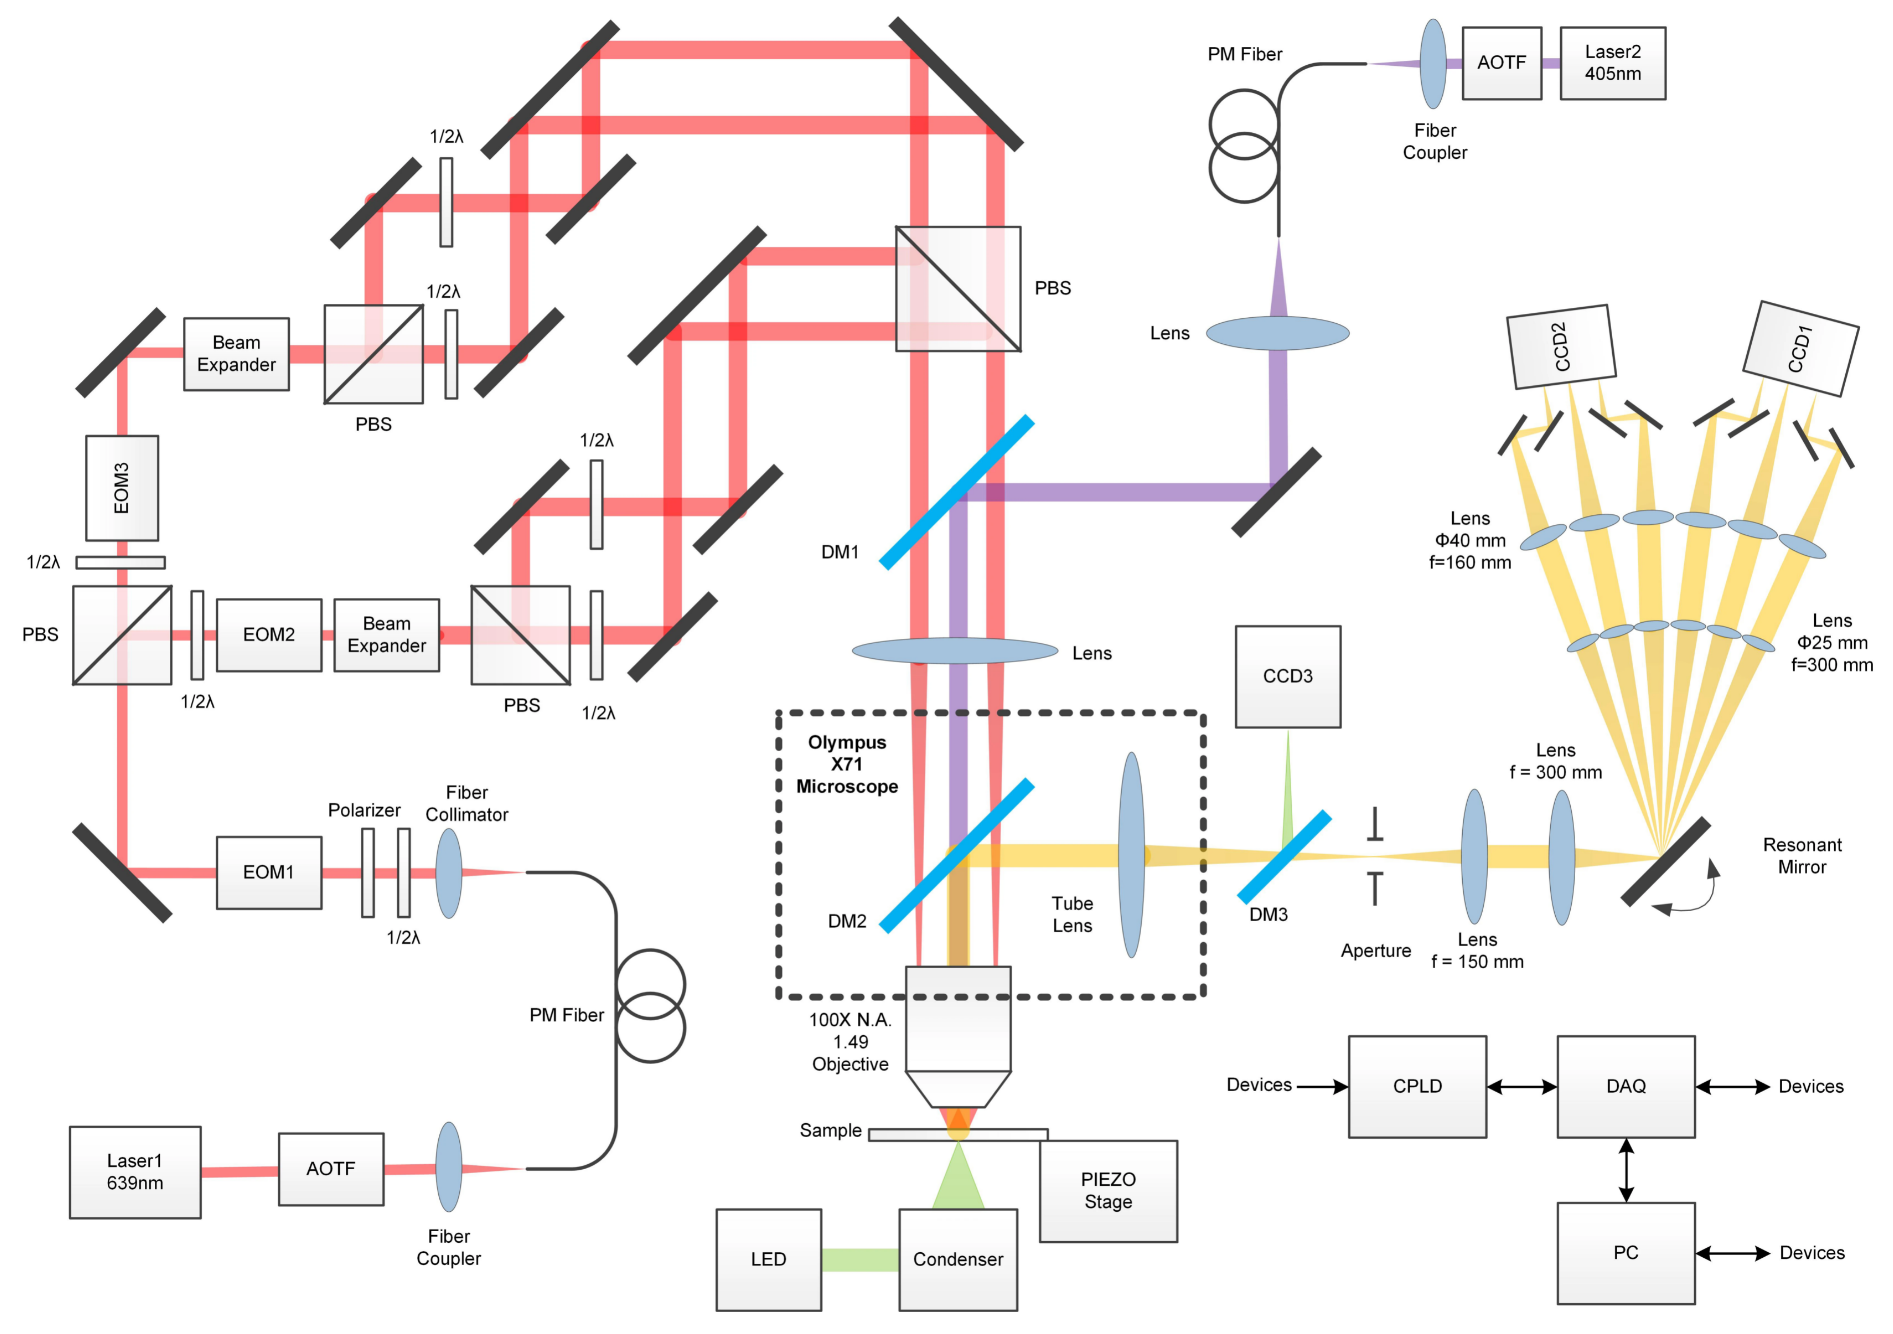 PM Fiber
AOTF
Laser2
405nm
Fiber
Coupler
1/2λ
1/2λ
PBS
Lens
Beam
Expander
PBS
CCD2
CCD1
EOM3
1/2λ
1/2λ
DM1
Lens
Φ40 mm
f=160 mm
PBS
EOM2
Beam
Expander
1/2λ
PBS
1/2λ
Lens
CCD3
Lens
Φ25 mm
f=300 mm
Olympus
X71
Microscope
Lens
f = 300 mm
Polarizer
Fiber
Collimator
EOM1
1/2λ
DM2
Tube
Lens
DM3
Aperture
Lens
f = 150 mm
Resonant
Mirror
PM Fiber
100X N.A.
1.49
Objective
Sample
PIEZO
Stage
Laser1
639nm
AOTF
Fiber
Coupler
LED
Condenser
Devices
CPLD
DAQ
Devices
PC
Devices